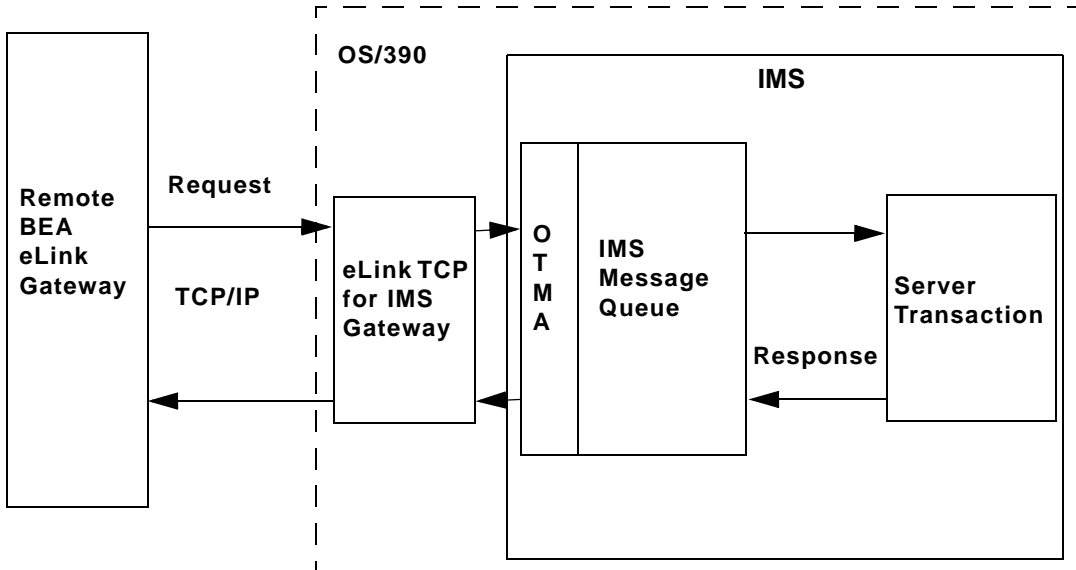 OS/390
IMS
Remote
BEA
eLink
Gateway
Request
TCP/IP
eLink TCP
for IMS
Gateway
O
T
M
A
IMS
Message
Queue
Response
Server
Transaction